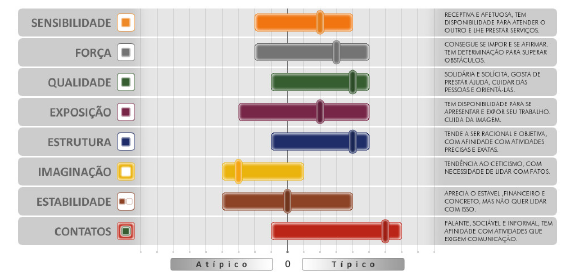 SENSIBILIDADE
RECEPTIVA E AFETUOSA, TEM
DISPONIBILIDADE PARA ATENDER O
OUTRO E LHE PRESTAR SERVIÇOS.
FORÇA
CONSEGUE SE IMPOR E SE AFIRMAR.
TEM DETERMINAÇÃO PARA SUPERAR
OBSTÁCULOS.
QUALIDADE
SOLIDÁRIA E SOLÍCITA, GOSTA DE
PRESTAR AJUDA, CUIDAR DAS
PESSOAS E ORIENTÁ-LAS.
EXPOSIÇÃO
TEM DISPONIBILIDADE PARA SE
APRESENTAR E EXPOR SEU TRABALHO.
CUIDA DA IMAGEM.
ESTRUTURA
TENDE A SER RACIONAL E OBJETIVA,
COM AFINIDADE COM ATIVIDADES
PRECISAS E EXATAS.
IMAGINAÇÃO
TENDÊNCIA AO CETICISMO, COM
NECESSIDADE DE LIDAR COM FATOS.
ESTABILIDADE
APRECIA O ESTÁVEL, FINANCEIRO E
CONCRETO, MAS NÃO QUER LIDAR
COM ISSO.
CONTATOS
FALANTE, SOCIÁVEL E INFORMAL, TEM
AFINIDADE COM ATIVIDADES QUE
EXIGEM COMUNICAÇÃO.
Atípico 0 Típico